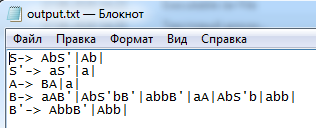 output.txt — Блокнот
Файл Правка Формат Вид Справка
S-> AbS'|Ab|
S'-> aS'|a|
A-> BA|a|
B-> aAB'|AbS'bB'|abbB'|aA|AbS'b|abb|
B'-> AbbB'|Abb|